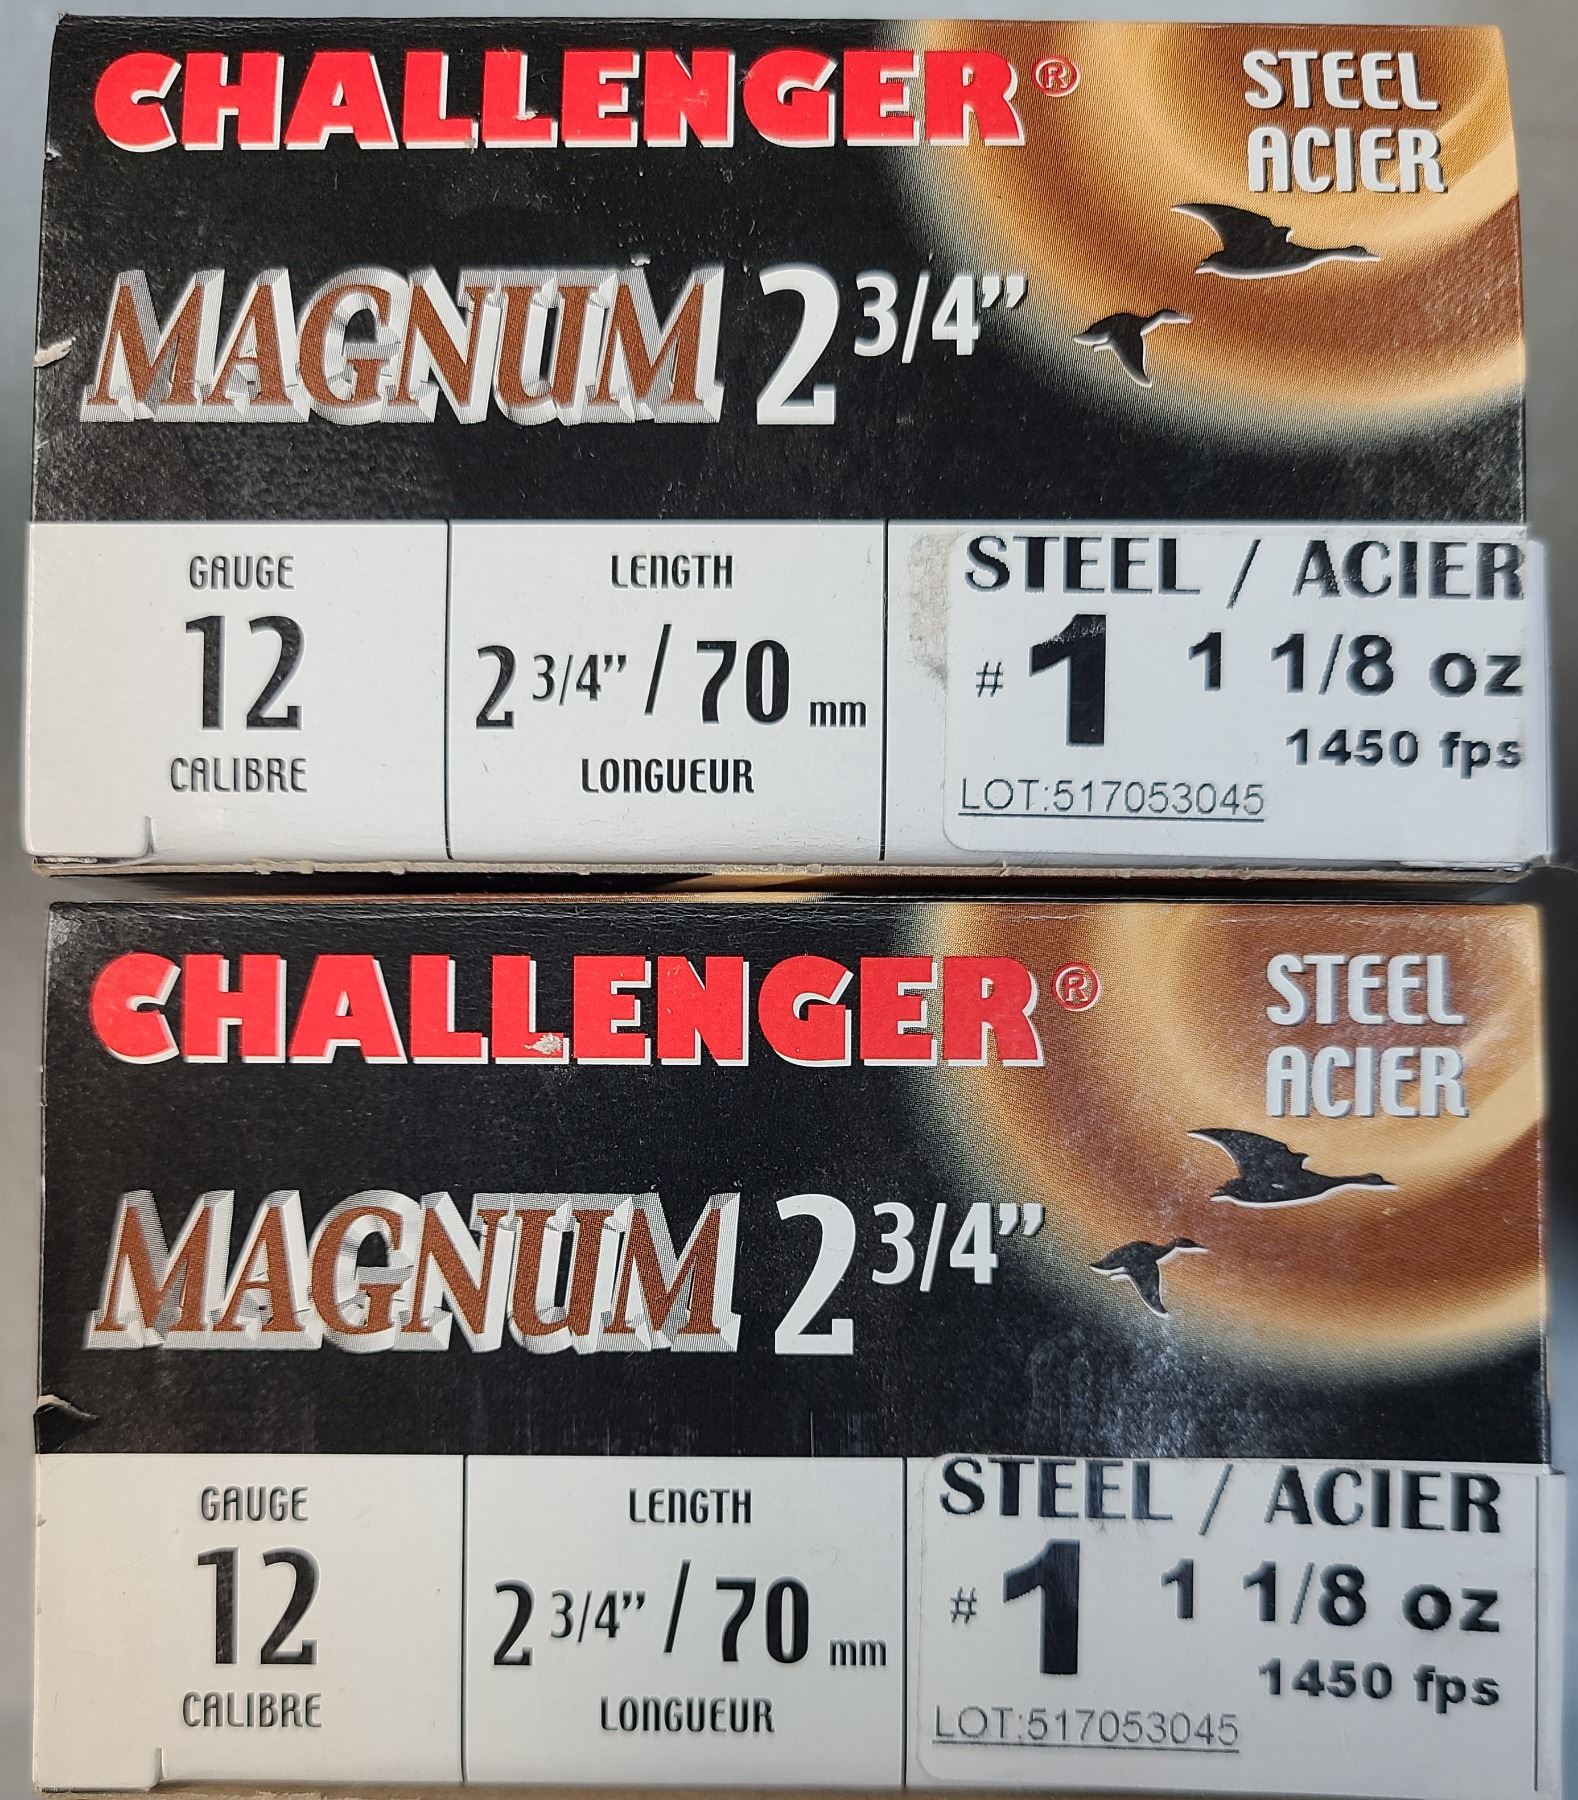 CHALLENGER®
STEEL
ACIER
MAGNUM 2 3/4”
GAUGE
12
CALIBRE
LENGTH
2 3/4” / 70 mm
LONGUEUR
STEEL / ACIER
# 1 1 1/8 oz
1450 fps
LOT:517053045
CHALLENGER®
STEEL
ACIER
MAGNUM 2 3/4”
GAUGE
12
CALIBRE
LENGTH
2 3/4” / 70 mm
LONGUEUR
STEEL / ACIER
# 1 1 1/8 oz
1450 fps
LOT:517053045